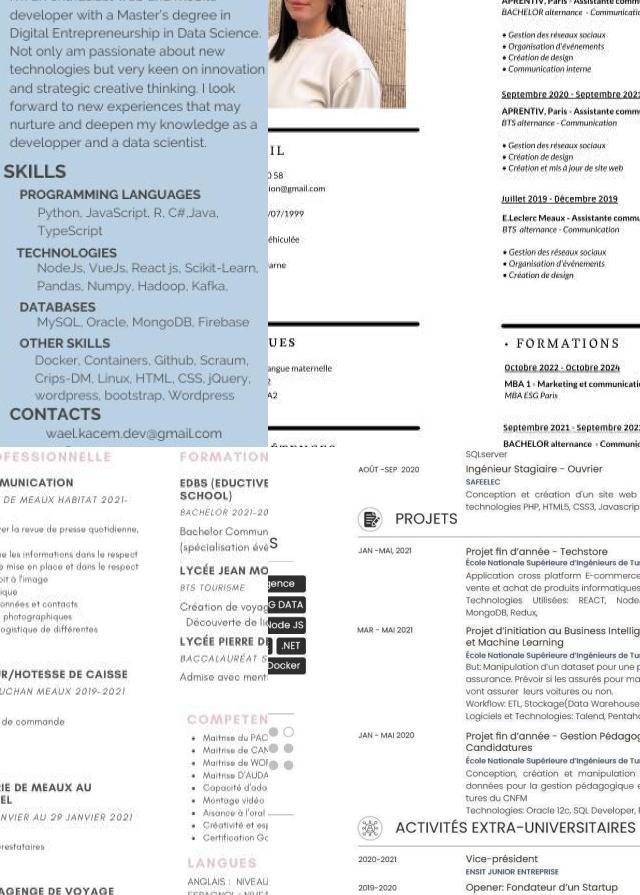 developer with a Master's degree in
Digital Entrepreneurship in Data Science.
Not only am passionate about new
technologies but very keen on innovation
and strategic creative thinking. I look
forward to new experiences that may
nurture and deepen my knowledge as a
developper and a data scientist.
SKILLS
PROGRAMMING LANGUAGES
Python, JavaScript, R, C#,Java,
TypeScript
TECHNOLOGIES
NodeJs, VueJs, React js, Scikit-Learn,
Pandas, Numpy, Hadoop, Kafka,
DATABASES
MySQL, Oracle, MongoDB, Firebase
OTHER SKILLS
Docker, Containers, Github, Scraum,
Crips-DM, Linux, HTML, CSS, jQuery,
wordpress, bootstrap, Wordpress
CONTACTS
wael.kacem.dev@gmail.com
IL
0 58
ion@gmail.com
/07/1999
éhiculée
arne
UES
angue maternelle
2
A2
APRENTIV, Paris - Assistante commu
BACHELOR alternance - Communicatio
• Gestion des réseaux sociaux
• Organisation d'événements
• Création de design
• Communication interne
Septembre 2020 - Septembre 2021
APRENTIV, Paris - Assistante commu
BTS alternance - Communication
• Gestion des réseaux sociaux
• Création de design
• Création et mis à jour de site web
Juillet 2019 - Décembre 2019
E.Leclerc Meaux - Assistante commu
BTS alternance - Communication
• Gestion des réseaux sociaux
• Organisation d'événements
• Création de design
• FORMATIONS
Octobre 2022 - Octobre 2024
MBA 1 - Marketing et communicatio
MBA ESG Paris
Septembre 2021 - Septembre 202
BACHELOR alternance - Communic
OFESSIONNELLE
MUNICATION
DE MEAUX HABITAT 2021-
er la revue de presse quotidienne,
e les informations dans le respect
e mise en place et dans le respect
oit à l'image
ique
onnées et contacts
photographiques
ogistique de différentes
UR/HOTESSE DE CAISSE
UCHAN MEAUX 2019-2021
de commande
RIE DE MEAUX AU
EL
NVIER AU 29 JANVIER 2021
restataires
AGENCE DE VOYAGE
FORMATION
EDBS (EDUCTIVE
SCHOOL)
BACHELOR 2021-20
Bachelor Commun
(spécialisation évé
LYCÉE JEAN MO
BTS TOURISME
Création de voyag
Découverte de li
LYCÉE PIERRE D
BACCALAURÉAT S
Admise avec ment
COMPETEN
• Maitrise du PAC
• Maitrise de CAN
• Maitrise de WOR
• Maitrise D'AUDA
• Capacité d'ada
• Montage vidéo
• Aisance à l'oral
• Créativité et esp
• Certification Go
LANGUES
ANGLAIS : NIVEAU
S
gence
G DATA
Node JS
.NET
Docker
SQLserver
AOÛT -SEP 2020
Ingénieur Stagiaire - Ouvrier
SAFEELEC
Conception et création d'un site web
technologies PHP, HTML5, CSS3, Javascrip
PROJETS
JAN -MAI, 2021
Projet fin d'année - Techstore
École Nationale Supérieure d'Ingénieurs de Tu
Application cross platform E-commerce
vente et achat de produits informatiques
Technologies Utilisées: REACT, Node
MongoDB, Redux,
MAR - MAI 2020
Projet d'initiation au Business Intellig
et Machine Learning
École Nationale Supérieure d'Ingénieurs de Tu
But: Manipulation d'un dataset pour une p
assurance. Prévoir si les assurés pour ma
vont assurer leurs voitures ou non.
Workflow: ETL, Stockage(Data Warehouse
Logiciels et Technologies: Talend, Pentaho
JAN - MAI 2020
Projet fin d'année - Gestion Pédagog
Candidatures
École Nationale Supérieure d'Ingénieurs de Tu
Conception, création et manipulation
données pour la gestion pédagogique e
tures du CNFM
Technologies: Oracle 12c, SQL Developer, F
ACTIVITÉS EXTRA-UNIVERSITAIRES
2020-2021
Vice-président
ENSIT JUNIOR ENTREPRISE
2019-2020
Opener: Fondateur d'un Startup